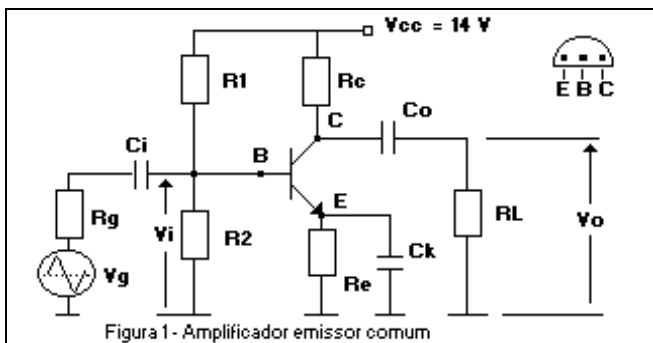 Vcc = 14 V
R1
Rc
E B C
C
Co
Ci
B
E
Rg
Vi
R2
Ck
RL
Vo
Vg
Re
Figura 1 - Amplificador emissor comum